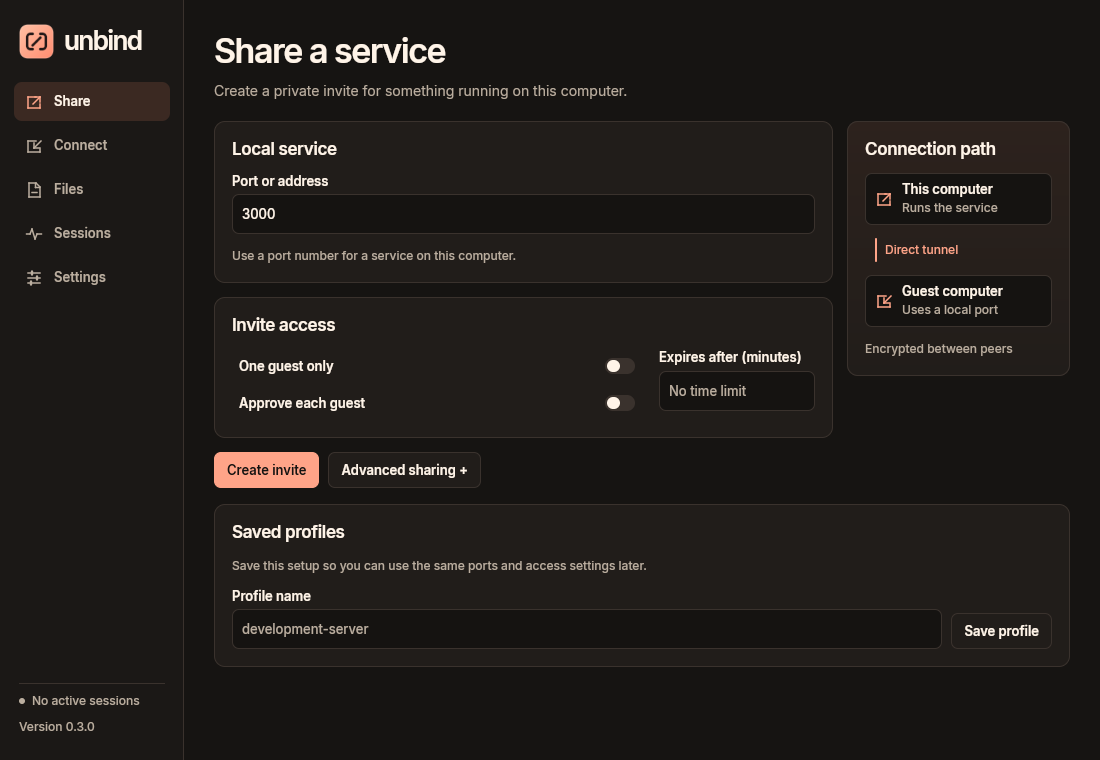 unbind
Share
Connect
Files
Sessions
Settings
No active sessions
Version 0.3.0
Share a service
Create a private invite for something running on this computer.
Local service
Port or address
3000
Use a port number for a service on this computer.
Invite access
One guest only
Approve each guest
Expires after (minutes)
No time limit
Create invite
Advanced sharing +
Connection path
This computer
Runs the service
Direct tunnel
Guest computer
Uses a local port
Encrypted between peers
Saved profiles
Save this setup so you can use the same ports and access settings later.
Profile name
development-server
Save profile